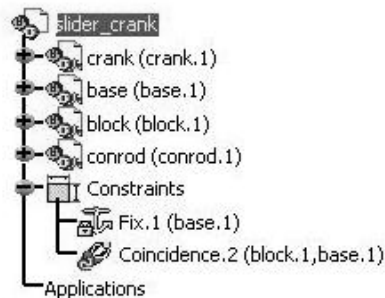 slider_crank
crank (crank.1)
base (base.1)
block (block.1)
conrod (conrod.1)
Constraints
Fix.1 (base.1)
Coincidence.2 (block.1,base.1)
Applications